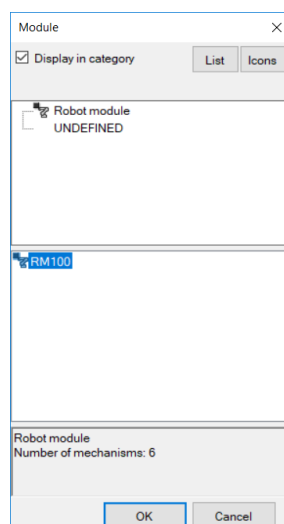 Module
Display in category
List
Icons
Robot module
UNDEFINED
RM100
Robot module
Number of mechanisms: 6
OK
Cancel